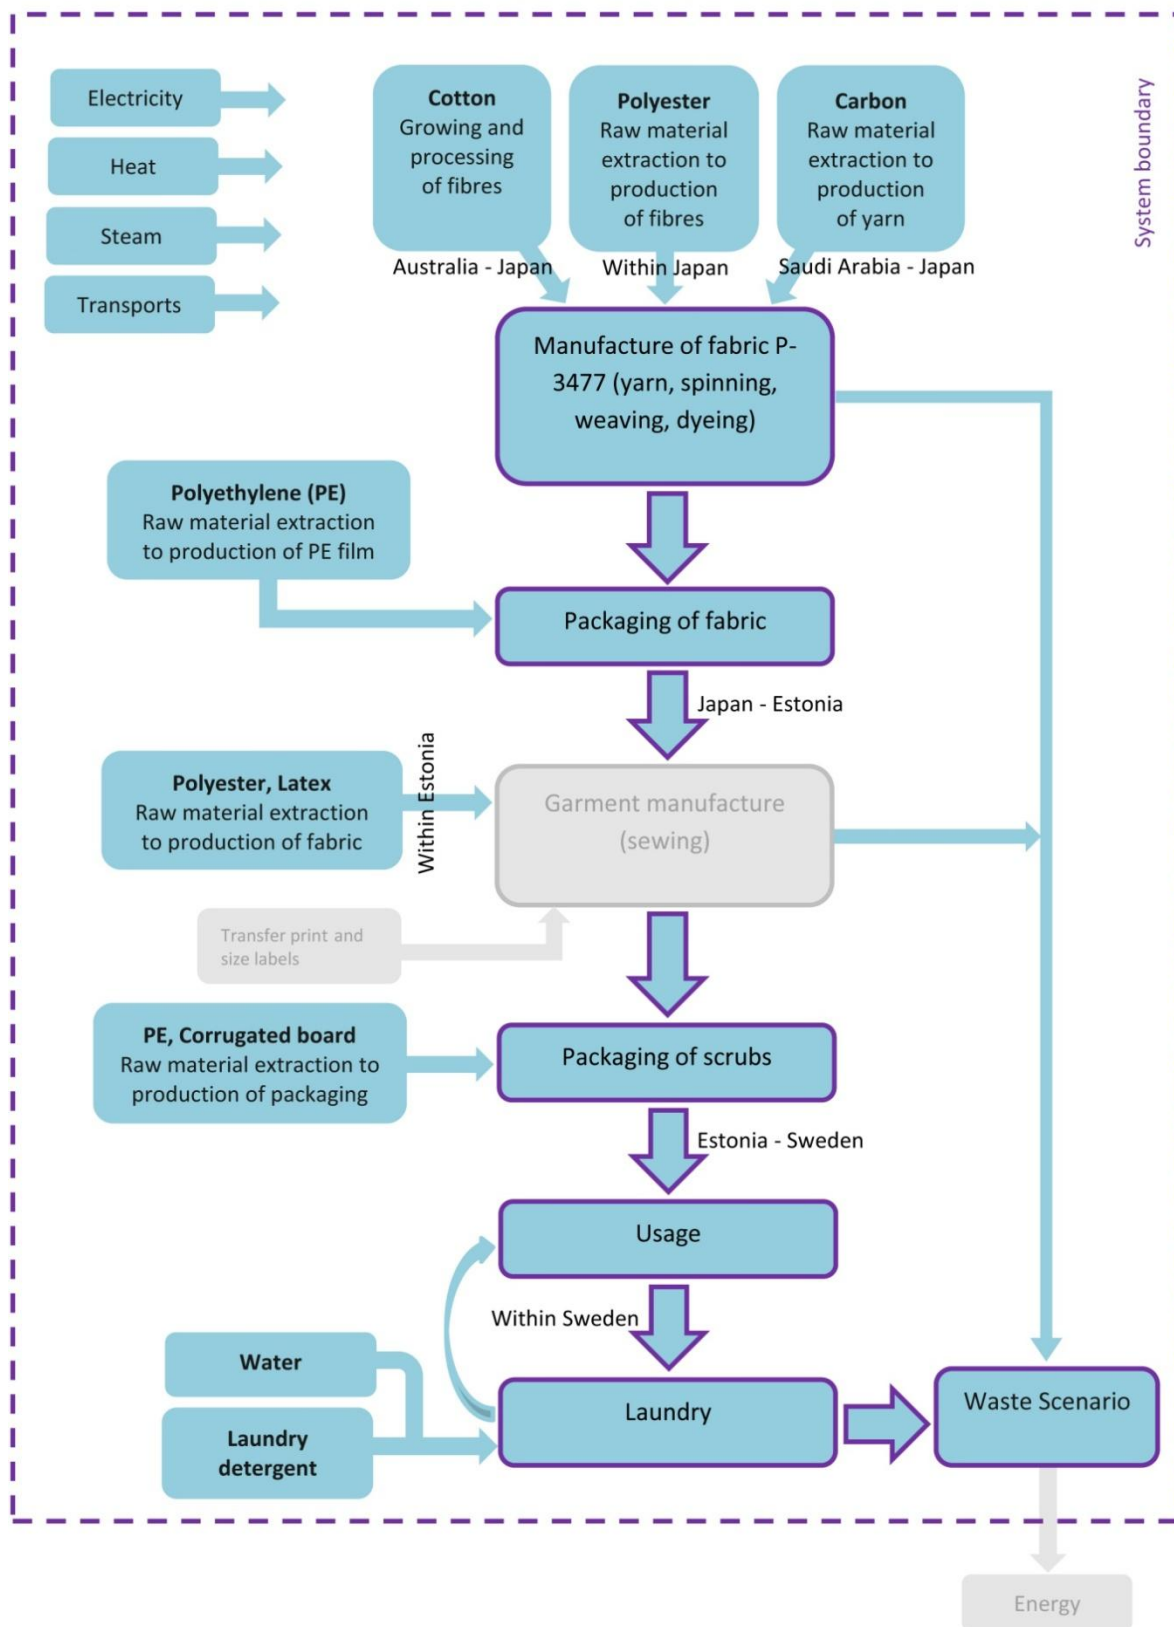 Electricity
Heat
Steam
Transports
Cotton
Growing and
processing
of fibres
Polyester
Raw material
extraction to
production
of fibres
Carbon
Raw material
extraction to
production
of yarn
System boundary
Australia - Japan
Within Japan
Saudi Arabia - Japan
Manufacture of fabric P-
3477 (yarn, spinning,
weaving, dyeing)
Polyethylene (PE)
Raw material extraction
to production of PE film
Packaging of fabric
Japan - Estonia
Polyester, Latex
Raw material extraction
to production of fabric
Within Estonia
Garment manufacture
(sewing)
Transfer print and
size labels
PE, Corrugated board
Raw material extraction to
production of packaging
Packaging of scrubs
Estonia - Sweden
Usage
Within Sweden
Water
Laundry
detergent
Laundry
Waste Scenario
Energy